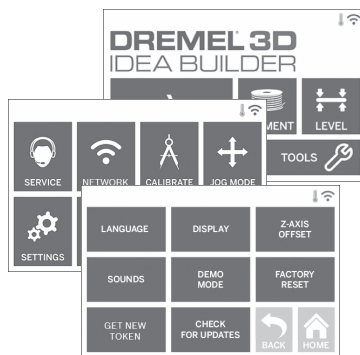 DREMEL 3D
IDEA BUILDER
LEVEL
TOOLS
SERVICE
NETWORK
CALIBRATE
JOG MODE
SETTINGS
LANGUAGE
DISPLAY
Z-AXIS
OFFSET
SOUNDS
DEMO
MODE
FACTORY
RESET
GET NEW
TOKEN
CHECK
FOR UPDATES
BACK
HOME